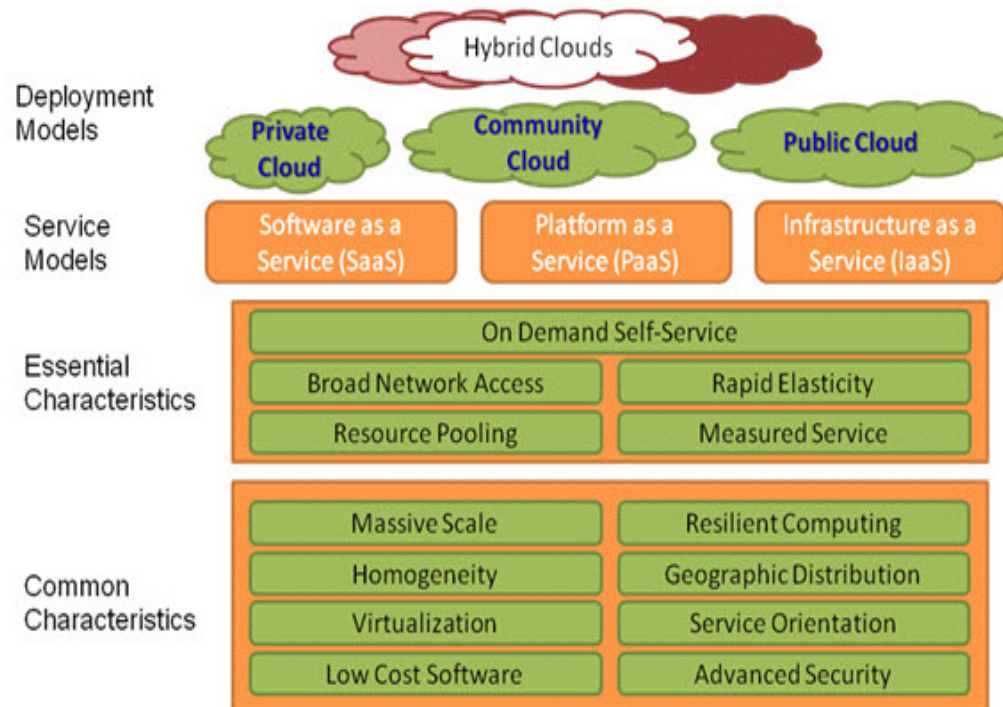 Hybrid Clouds
Deployment
Models
Private
Cloud
Community
Cloud
Public Cloud
Service
Models
Software as a
Service (SaaS)
Platform as a
Service (PaaS)
Infrastructure as a
Service (IaaS)
Essential
Characteristics
On Demand Self-Service
Broad Network Access
Rapid Elasticity
Resource Pooling
Measured Service
Common
Characteristics
Massive Scale
Resilient Computing
Homogeneity
Geographic Distribution
Virtualization
Service Orientation
Low Cost Software
Advanced Security